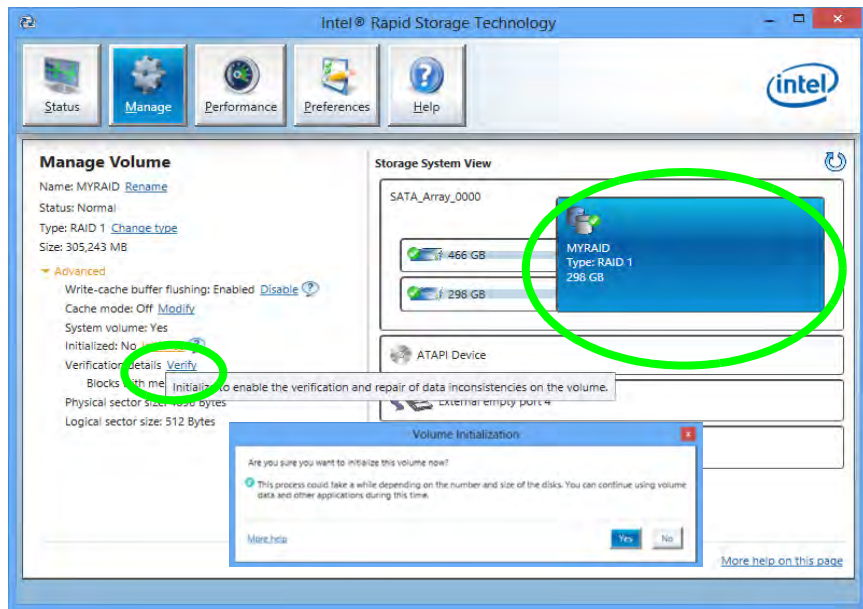 Intel® Rapid Storage Technology
Status
Manage
Performance
Preferences
Help
intel
Manage Volume
Name: MYRAID Rename
Status: Normal
Type: RAID 1 Change type
Size: 305,243 MB
Advanced
Write-cache buffer flushing: Enabled Disable ?
Cache mode: Off Modify
System volume: Yes
Initialized: No
Verification details Verify
Blocks with me
Initialize to enable the verification and repair of data inconsistencies on the volume.
Physical sector size: 4096 Bytes
Logical sector size: 512 Bytes
Storage System View
SATA_Array_0000
466 GB
298 GB
MYRAID
Type: RAID 1
298 GB
ATAPI Device
External empty port 4
Volume Initialization
Are you sure you want to initialize this volume now?
This process could take a while depending on the number and size of the disks. You can continue using volume
data and other applications during this time.
More help
Yes
No
More help on this page